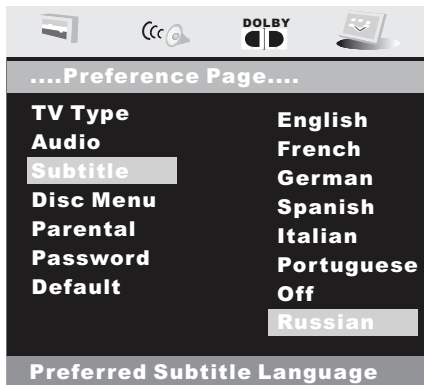 DOLBY
....Preference Page....
TV Type
Audio
Subtitle
Disc Menu
Parental
Password
Default
English
French
German
Spanish
Italian
Portuguese
Off
Russian
Preferred Subtitle Language